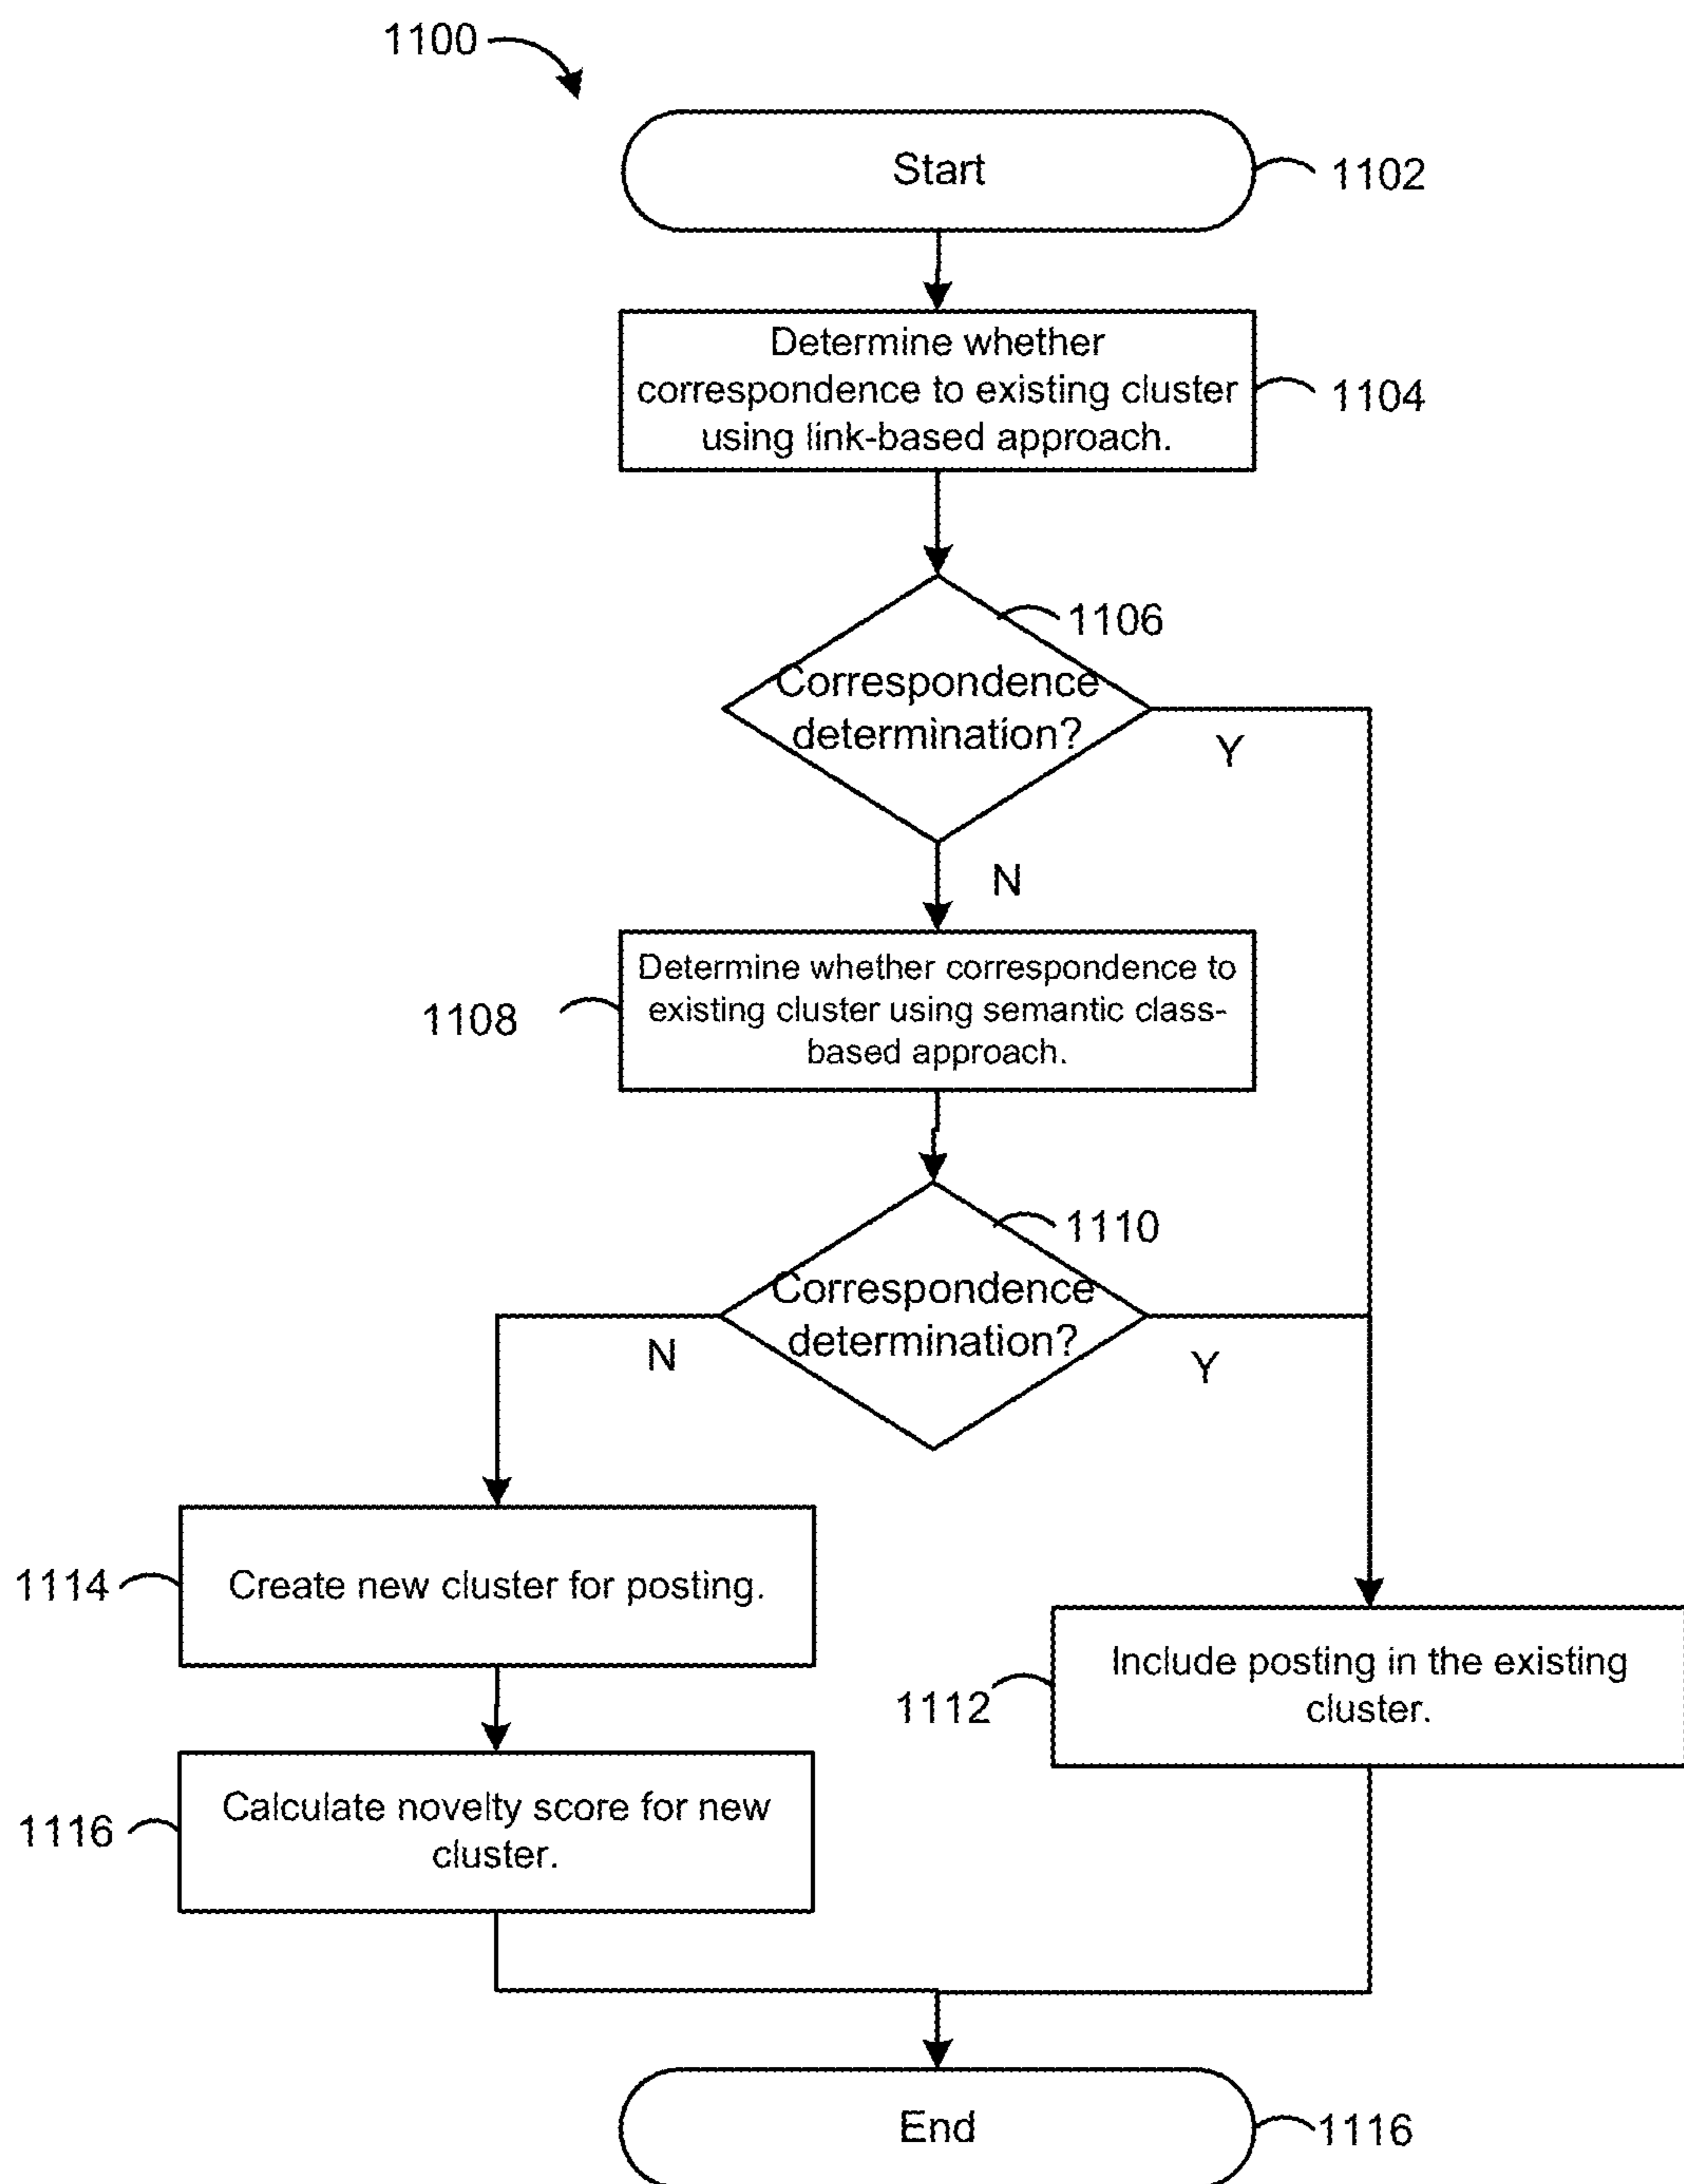 1100
Start
1102
Determine whether
correspondence to existing cluster
using link-based approach.
1104
1106
Correspondence
determination?
Y
N
Determine whether correspondence to
existing cluster using semantic class-
based approach.
1108
1110
Correspondence
determination?
N
Y
1114
Create new cluster for posting.
Include posting in the existing
cluster.
1112
Calculate novelty score for new
cluster.
1116
End
1116